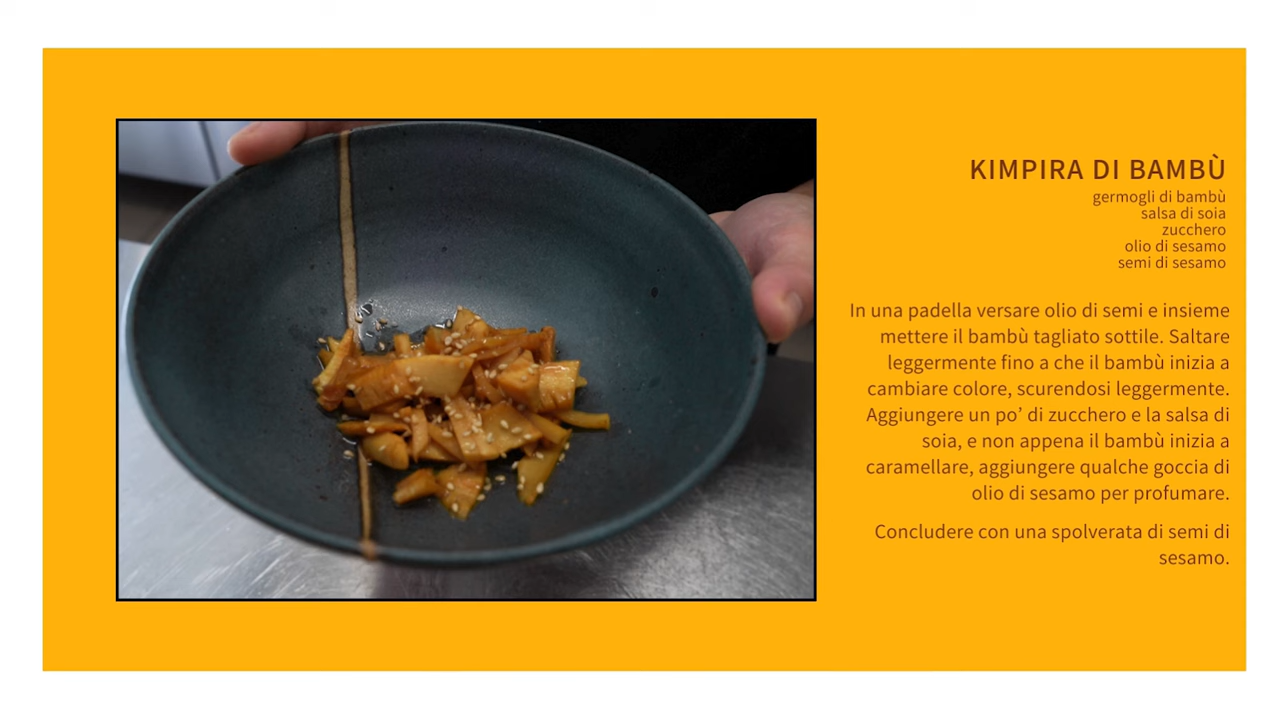 KIMPIRA DI BAMBÙ
germogli di bambù
salsa di soia
zucchero
olio di sesamo
semi di sesamo
In una padella versare olio di semi e insieme
mettere il bambù tagliato sottile. Saltare
leggermente fino a che il bambù inizia a
cambiare colore, scurendosi leggermente.
Aggiungere un po’ di zucchero e la salsa di
soia, e non appena il bambù inizia a
caramellare, aggiungere qualche goccia di
olio di sesamo per profumare.
Concludere con una spolverata di semi di
sesamo.